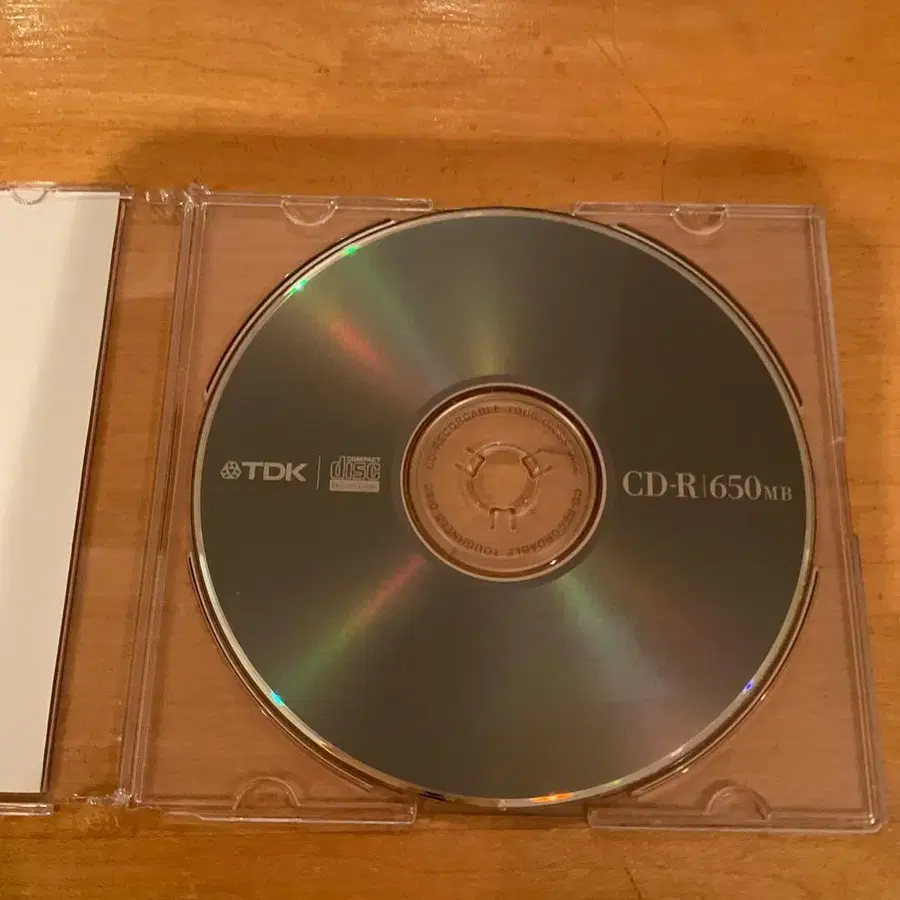 TDK
COMPACT
disc
Recordable
CD-R 650MB
CD-RECORDABLE TOUGHNESS DISC
CD-RECORDABLE TOUGHNESS DISC